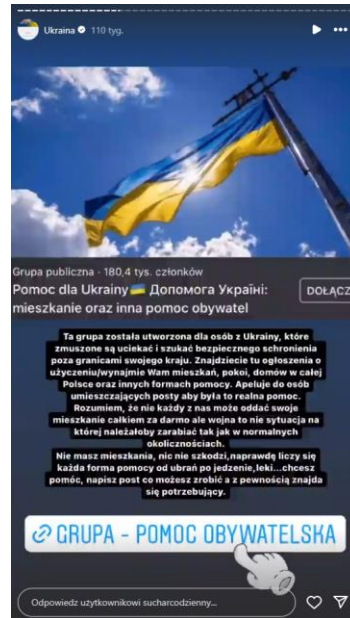 Ukraina 110 tyg.
Grupa publiczna · 180,4 tys. członków
Pomoc dla Ukrainy🇺🇦 Допомога Україні:
mieszkanie oraz inna pomoc obywatel
DOŁĄCZ
Ta grupa została utworzona dla osób z Ukrainy, które
zmuszone są uciekać i szukać bezpiecznego schronienia
poza granicami swojego kraju. Znajdziecie tu ogłoszenia o
użyczeniu/wynajmie Wam mieszkań, pokoi, domów w całej
Polsce oraz innych formach pomocy. Apeluje do osób
umieszczających posty aby była to realna pomoc.
Rozumiem, że nie każdy z nas może oddać swoje
mieszkanie całkiem za darmo ale wojna to nie sytuacja na
której należałoby zarabiać tak jak w normalnych
okolicznościach.
Nie masz mieszkania, nic nie szkodzi,naprawdę liczy się
każda forma pomocy od ubrań po jedzenie,leki...chcesz
pomóc, napisz post co możesz zrobić a z pewnością znajda
się potrzebujący.
GRUPA - POMOC OBYWATELSKA
Odpowiedz użytkownikowi sucharcodzienny...